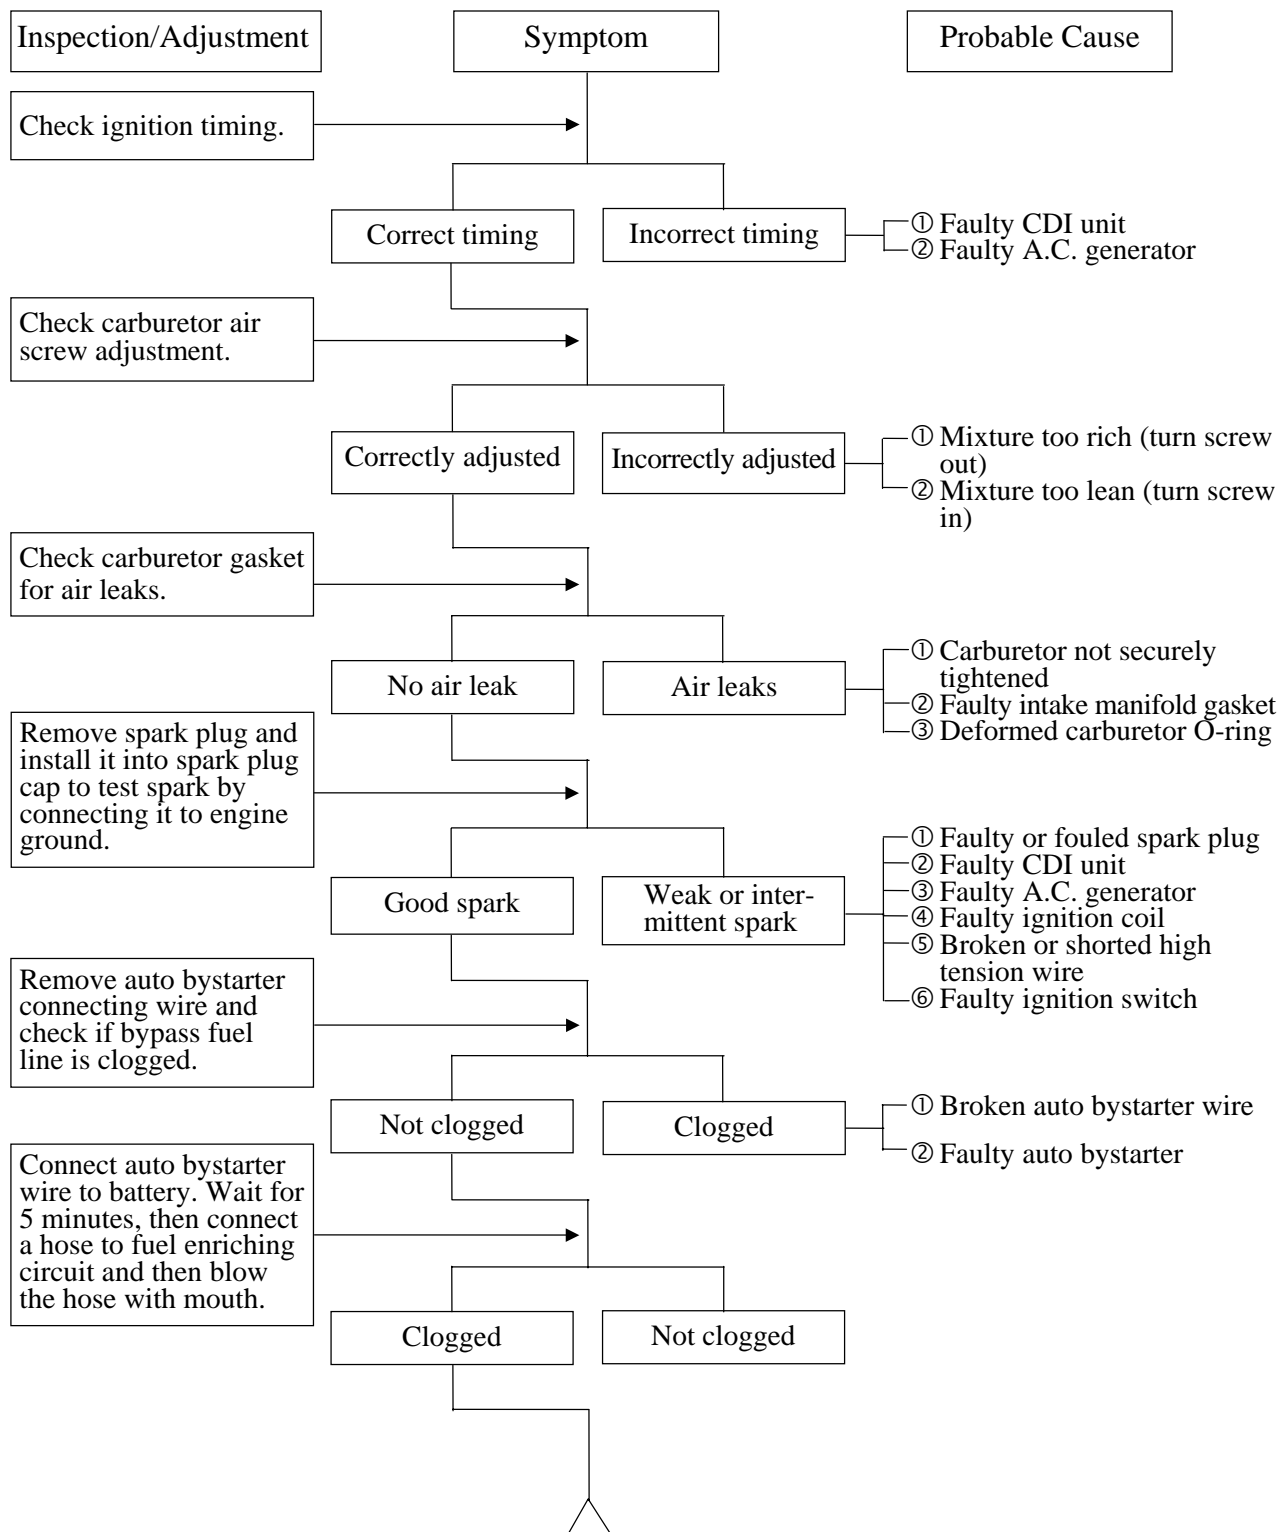 Inspection/Adjustment
Symptom
Probable Cause
Check ignition timing.
Correct timing
Incorrect timing
① Faulty CDI unit
② Faulty A.C. generator
Check carburetor air
screw adjustment.
Correctly adjusted
Incorrectly adjusted
① Mixture too rich (turn screw
out)
② Mixture too lean (turn screw
in)
Check carburetor gasket
for air leaks.
No air leak
Air leaks
① Carburetor not securely
tightened
② Faulty intake manifold gasket
③ Deformed carburetor O-ring
Remove spark plug and
install it into spark plug
cap to test spark by
connecting it to engine
ground.
Good spark
Weak or inter-
mittent spark
① Faulty or fouled spark plug
② Faulty CDI unit
③ Faulty A.C. generator
④ Faulty ignition coil
⑤ Broken or shorted high
tension wire
⑥ Faulty ignition switch
Remove auto bystarter
connecting wire and
check if bypass fuel
line is clogged.
Not clogged
Clogged
① Broken auto bystarter wire
② Faulty auto bystarter
Connect auto bystarter
wire to battery. Wait for
5 minutes, then connect
a hose to fuel enriching
circuit and then blow
the hose with mouth.
Clogged
Not clogged